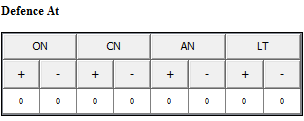 Defence At
ON CN AN LT
+ - + - + - + -
0 0 0 0 0 0 0 0